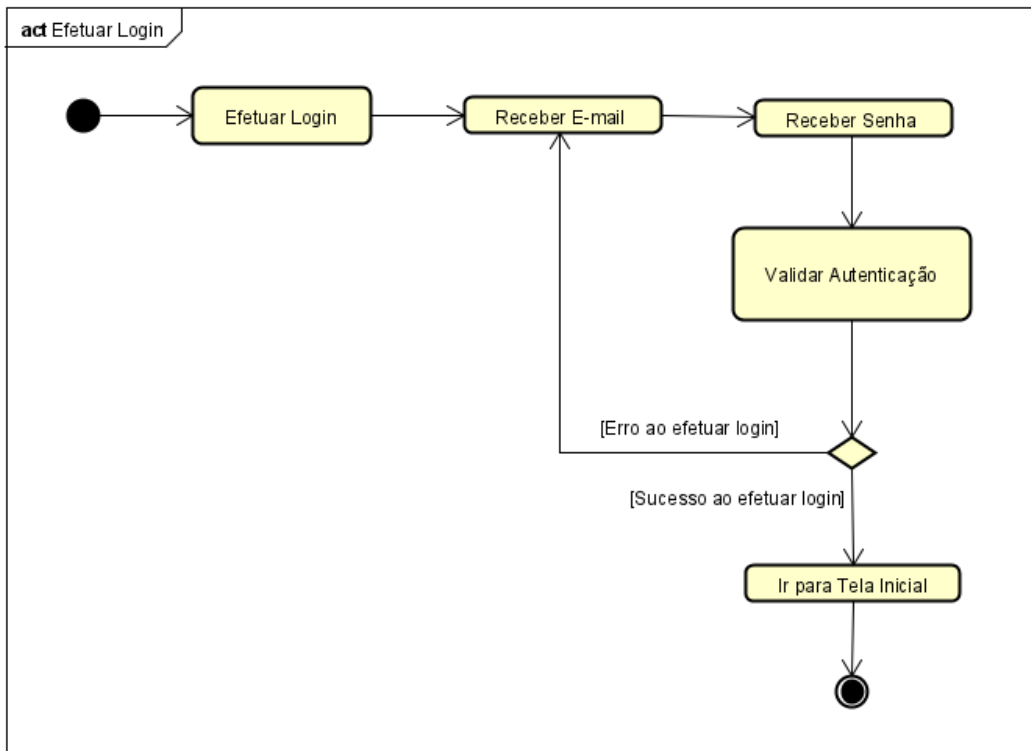 act Efetuar Login
Efetuar Login
Receber E-mail
Receber Senha
Validar Autenticação
[Erro ao efetuar login]
[Sucesso ao efetuar login]
Ir para Tela Inicial